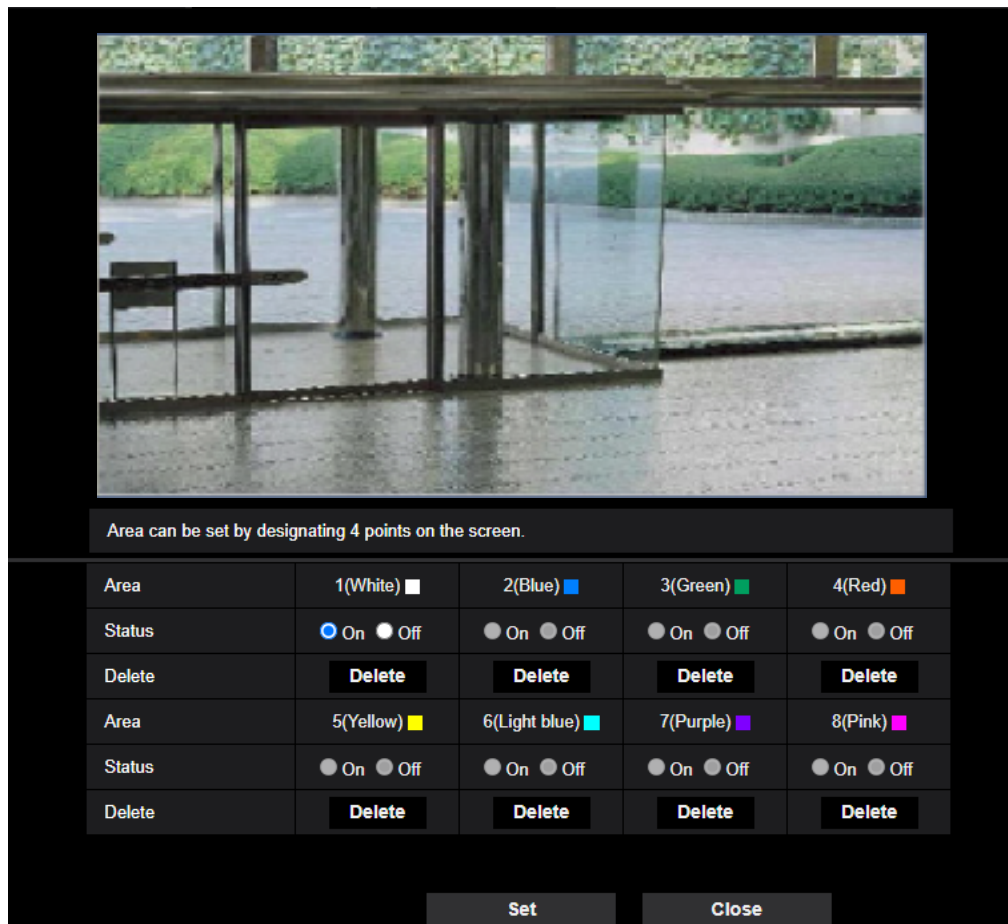 Area can be set by designating 4 points on the screen.
Area 1(White) 2(Blue) 3(Green) 4(Red)
Status On Off On Off On Off On Off
Delete Delete Delete Delete Delete
Area 5(Yellow) 6(Light blue) 7(Purple) 8(Pink)
Status On Off On Off On Off On Off
Delete Delete Delete Delete Delete
Set Close